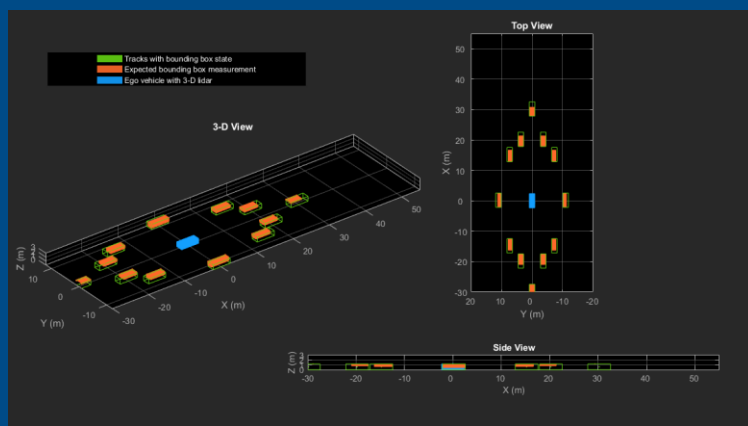 Top View
Tracks with bounding box state
Expected bounding box measurement
Ego vehicle with 3-D lidar
3-D View
50
40
30
20
10
0
-10
-20
-30
X (m)
20
10
0
-10
-20
Y (m)
Z (m)
10
0
-10
Y (m)
-30
-20
-10
0
10
20
30
40
50
X (m)
Side View
Z (m)
-30
-20
-10
0
10
20
30
40
50
X (m)